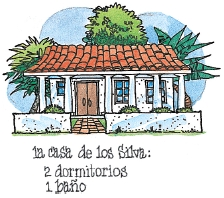 la casa de los Silva:
2 dormitorios
1 baño